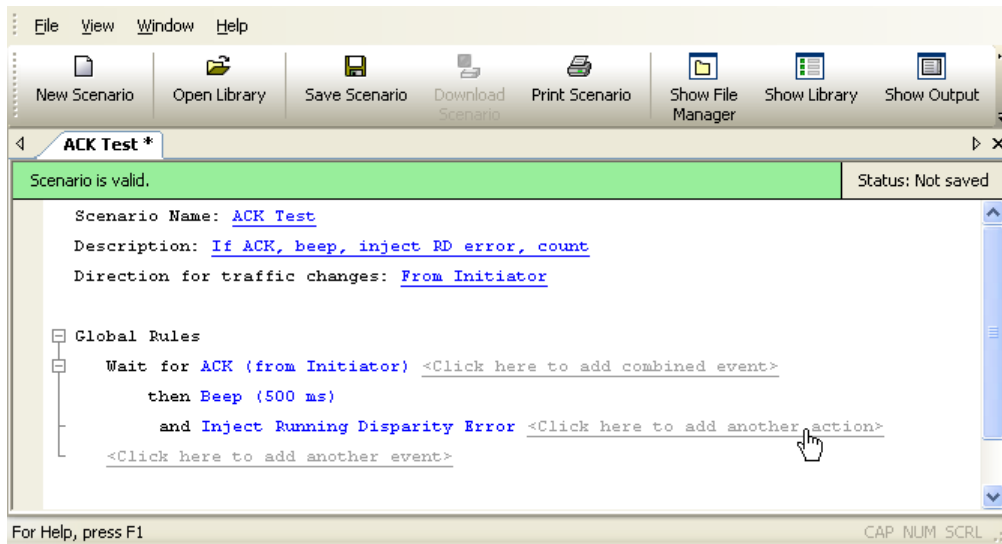 File View Window Help
New Scenario Open Library Save Scenario Download Scenario Print Scenario Show File Manager Show Library Show Output
ACK Test *
Scenario is valid. Status: Not saved
Scenario Name: ACK Test
Description: If ACK, beep, inject RD error, count
Direction for traffic changes: From Initiator
Global Rules
Wait for ACK (from Initiator) <Click here to add combined event>
then Beep (500 ms)
and Inject Running Disparity Error <Click here to add another action>
<Click here to add another event>
For Help, press F1 CAP NUM SCRL